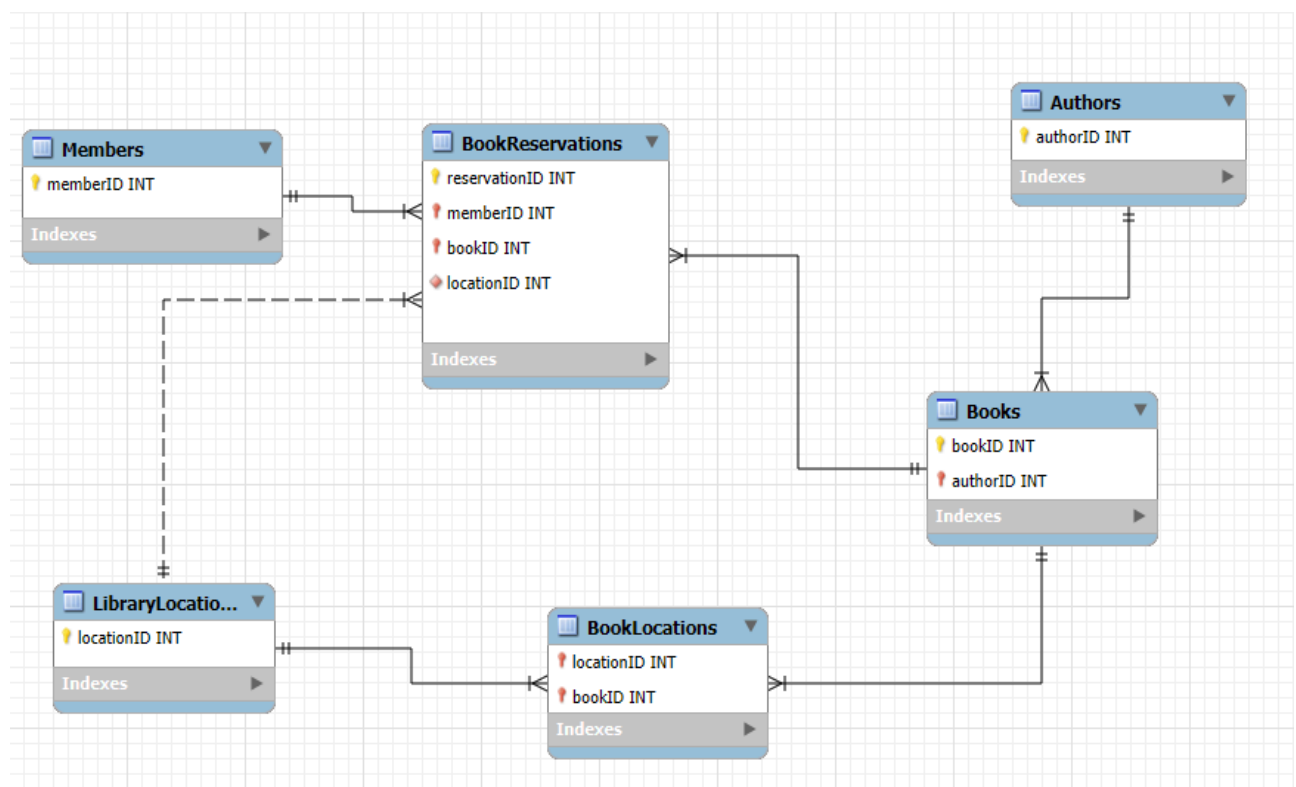 Members
memberID INT
Indexes
BookReservations
reservationID INT
memberID INT
bookID INT
locationID INT
Indexes
Authors
authorID INT
Indexes
Books
bookID INT
authorID INT
Indexes
LibraryLocatio...
locationID INT
Indexes
BookLocations
locationID INT
bookID INT
Indexes